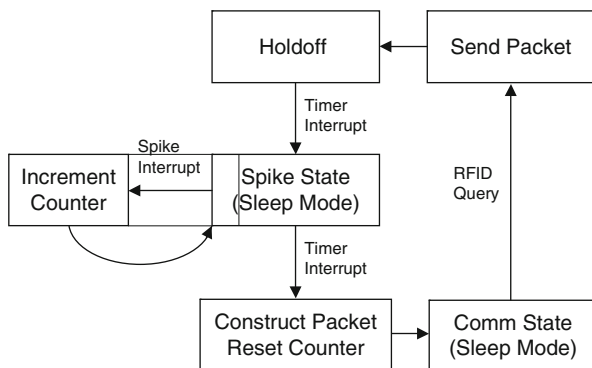 Holdoff
Send Packet
Timer
Interrupt
Spike
Interrupt
Increment
Counter
Spike State
(Sleep Mode)
RFID
Query
Timer
Interrupt
Construct Packet
Reset Counter
Comm State
(Sleep Mode)